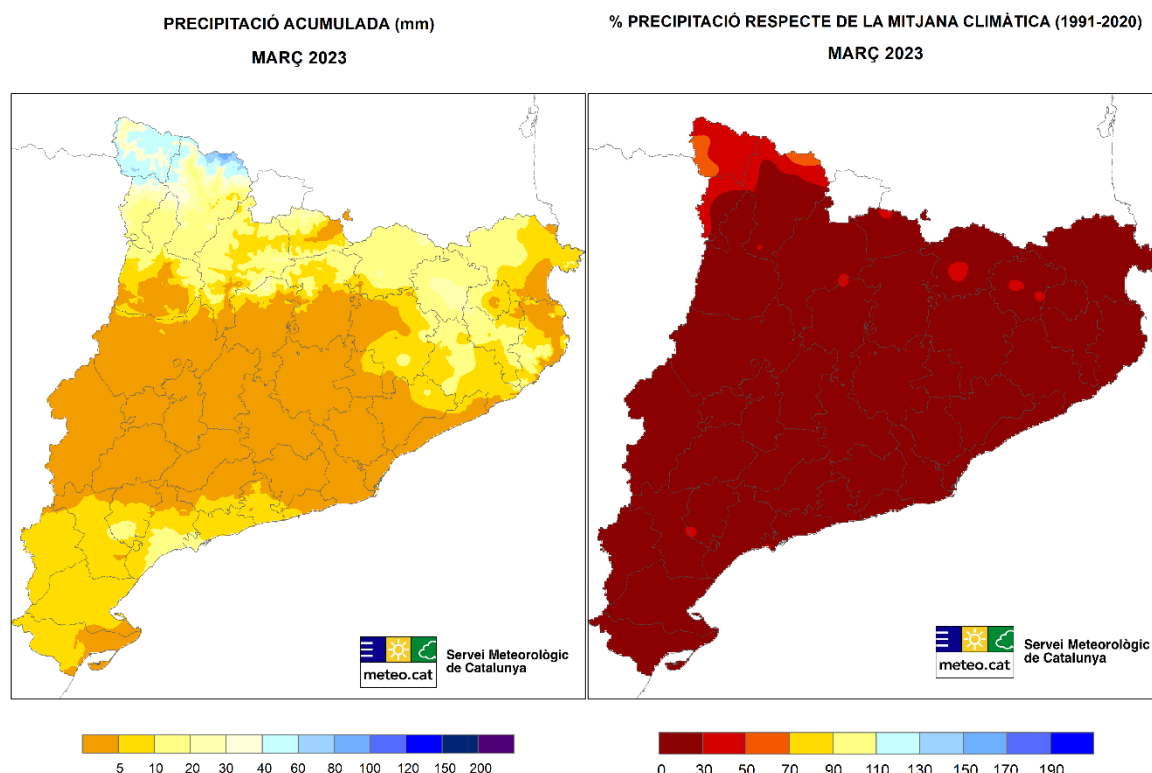 PRECIPITACIÓ ACUMULADA (mm)
MARÇ 2023
% PRECIPITACIÓ RESPECTE DE LA MITJANA CLIMÀTICA (1991-2020)
MARÇ 2023
meteo.cat
Servei Meteorològic
de Catalunya
meteo.cat
Servei Meteorològic
de Catalunya
5 10 20 30 40 60 80 100 120 150 200
0 30 50 70 90 110 130 150 170 190